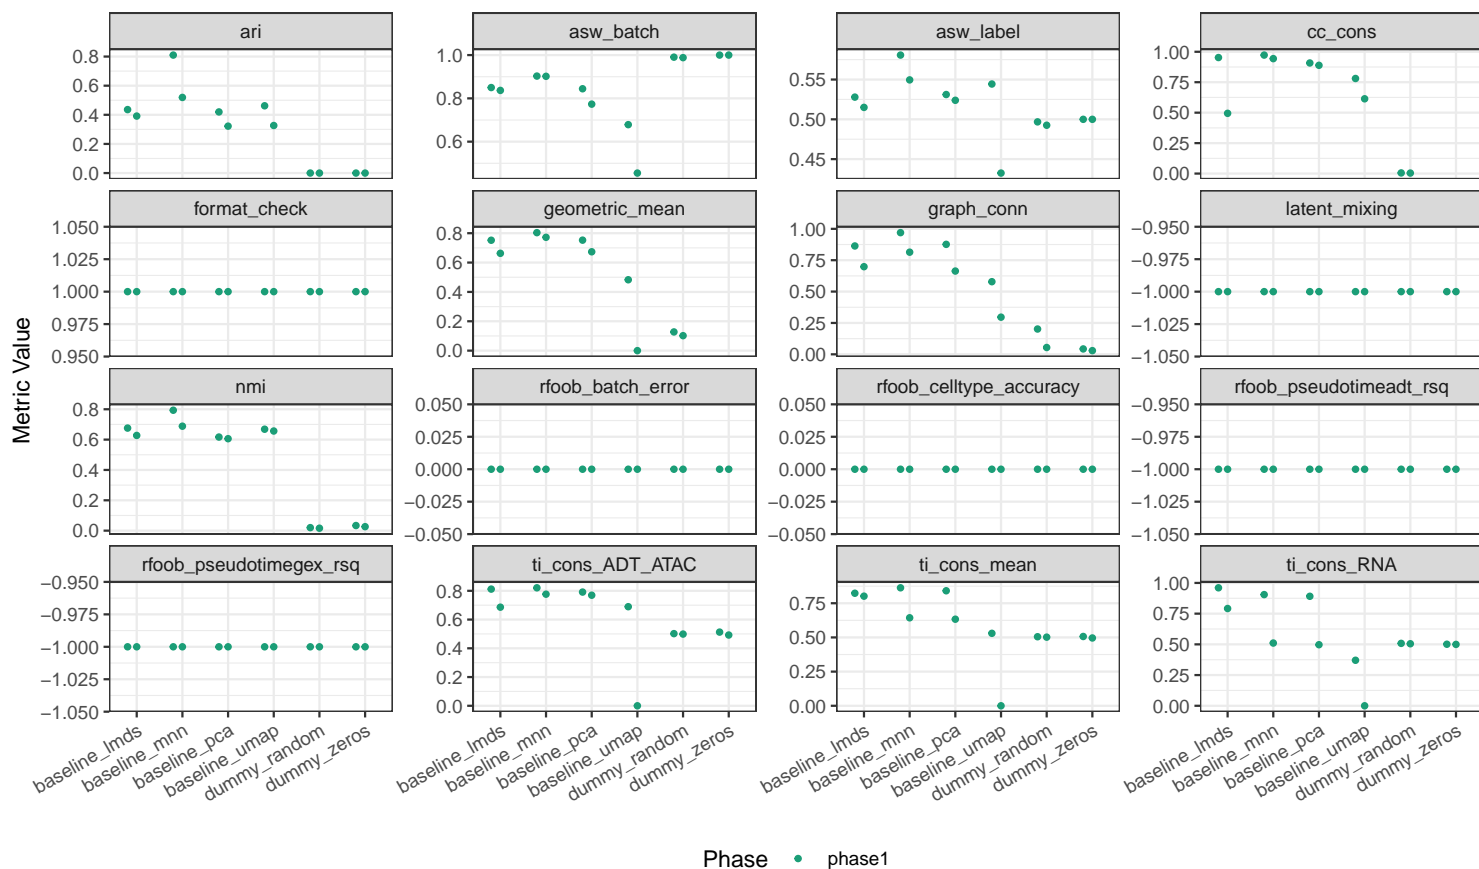 Metric Value
ari
0.8
0.6
0.4
0.2
0.0
asw_batch
1.0
0.8
0.6
asw_label
0.55
0.50
0.45
cc_cons
1.00
0.75
0.50
0.25
0.00
format_check
1.050
1.025
1.000
0.975
0.950
geometric_mean
0.8
0.6
0.4
0.2
0.0
graph_conn
1.00
0.75
0.50
0.25
0.00
latent_mixing
−0.950
−0.975
−1.000
−1.025
−1.050
nmi
0.8
0.6
0.4
0.2
0.0
rfoob_batch_error
0.050
0.025
0.000
−0.025
−0.050
rfoob_celltype_accuracy
0.050
0.025
0.000
−0.025
−0.050
rfoob_pseudotimeadt_rsq
−0.950
−0.975
−1.000
−1.025
−1.050
rfoob_pseudotimegex_rsq
−0.950
−0.975
−1.000
−1.025
−1.050
baseline_lmds
baseline_mnn
baseline_pca
baseline_umap
dummy_random
dummy_zeros
ti_cons_ADT_ATAC
0.8
0.6
0.4
0.2
0.0
baseline_lmds
baseline_mnn
baseline_pca
baseline_umap
dummy_random
dummy_zeros
ti_cons_mean
0.75
0.50
0.25
0.00
baseline_lmds
baseline_mnn
baseline_pca
baseline_umap
dummy_random
dummy_zeros
ti_cons_RNA
1.00
0.75
0.50
0.25
0.00
baseline_lmds
baseline_mnn
baseline_pca
baseline_umap
dummy_random
dummy_zeros
Phase phase1